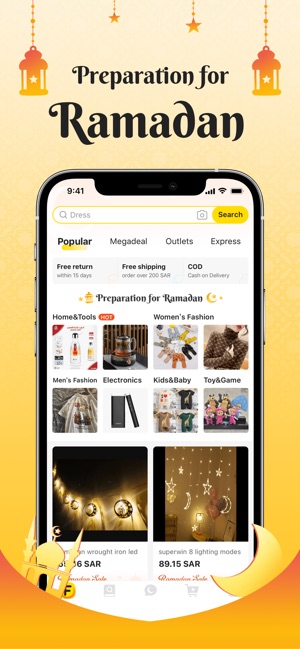 Preparation for
Ramadan
9:41
Dress
Search
Popular Megadeal Outlets Express
Free return Free shipping COD
within 15 days order over 200 SAR Cash on Delivery
Preparation for Ramadan
Home&Tools HOT Women's Fashion
Men's Fashion Electronics Kids&Baby Toy&Game
wrought iron led superwin 8 lighting modes
SAR 89.15 SAR
Ramadan Sale Ramadan Sale
F